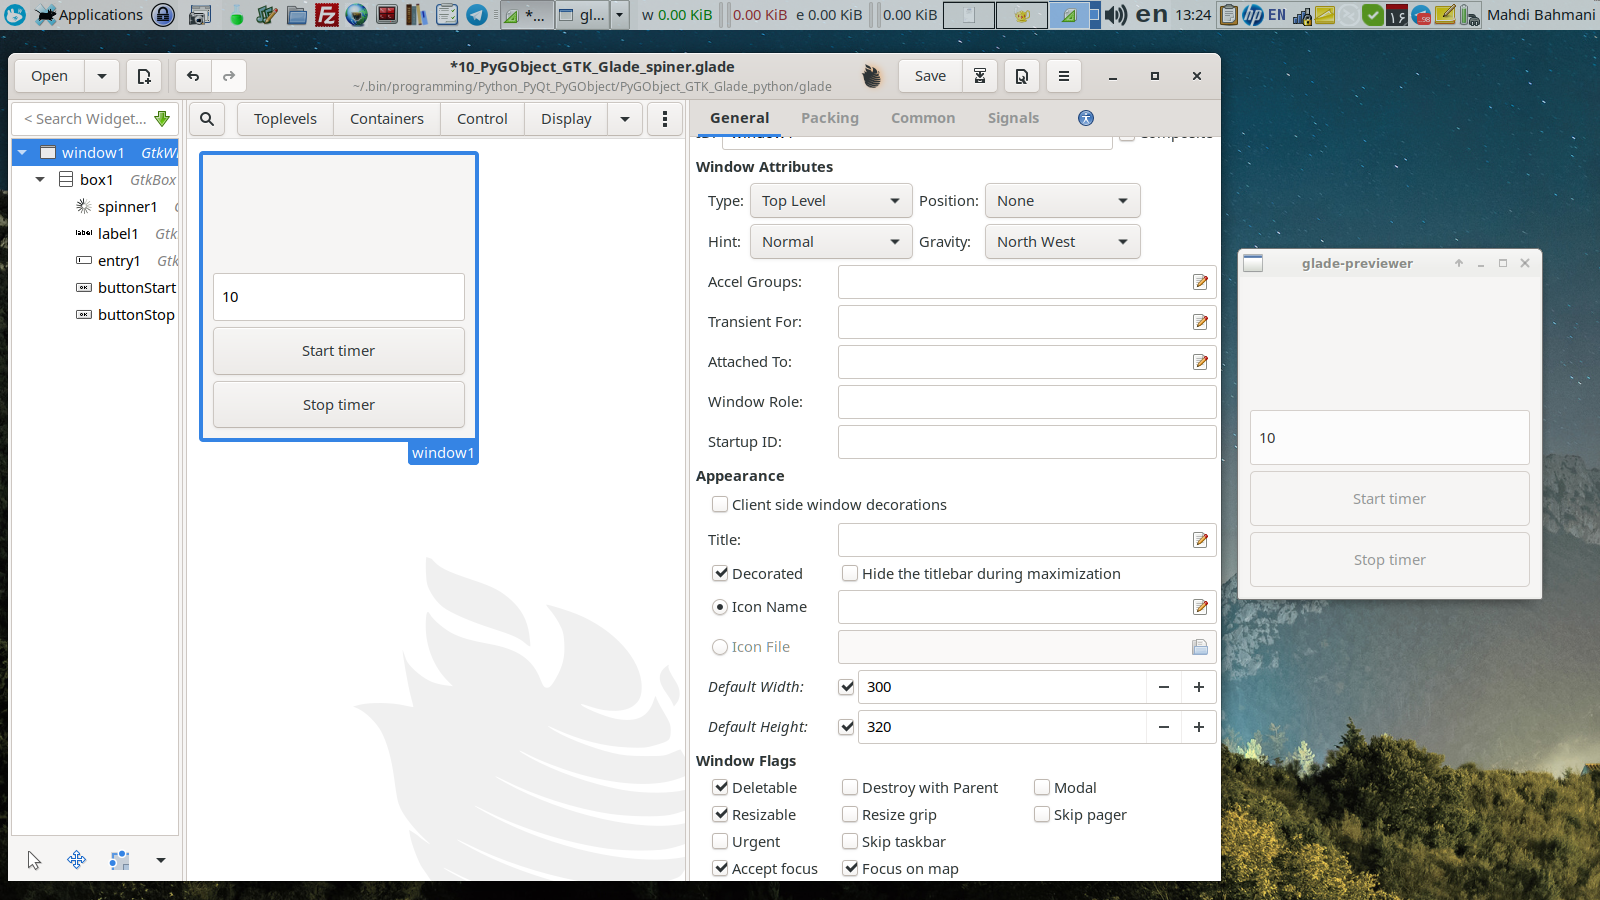 Applications
*...
gl...
w 0.00 KiB
0.00 KiB
e 0.00 KiB
0.00 KiB
en
13:24
EN
Mahdi Bahmani
Open
*10_PyGObject_GTK_Glade_spiner.glade
~/.bin/programming/Python_PyQt_PyGObject/PyGObject_GTK_Glade_python/glade
Save
< Search Widget...
Toplevels
Containers
Control
Display
General
Packing
Common
Signals
window1 GtkWi
box1 GtkBox
spinner1
label1 Gtk
entry1 Gtk
buttonStart
buttonStop
10
Start timer
Stop timer
window1
Window Attributes
Type:
Top Level
Position:
None
Hint:
Normal
Gravity:
North West
Accel Groups:
Transient For:
Attached To:
Window Role:
Startup ID:
Appearance
Client side window decorations
Title:
Decorated
Hide the titlebar during maximization
Icon Name
Icon File
Default Width:
300
Default Height:
320
Window Flags
Deletable
Destroy with Parent
Modal
Resizable
Resize grip
Skip pager
Urgent
Skip taskbar
Accept focus
Focus on map
glade-previewer
10
Start timer
Stop timer